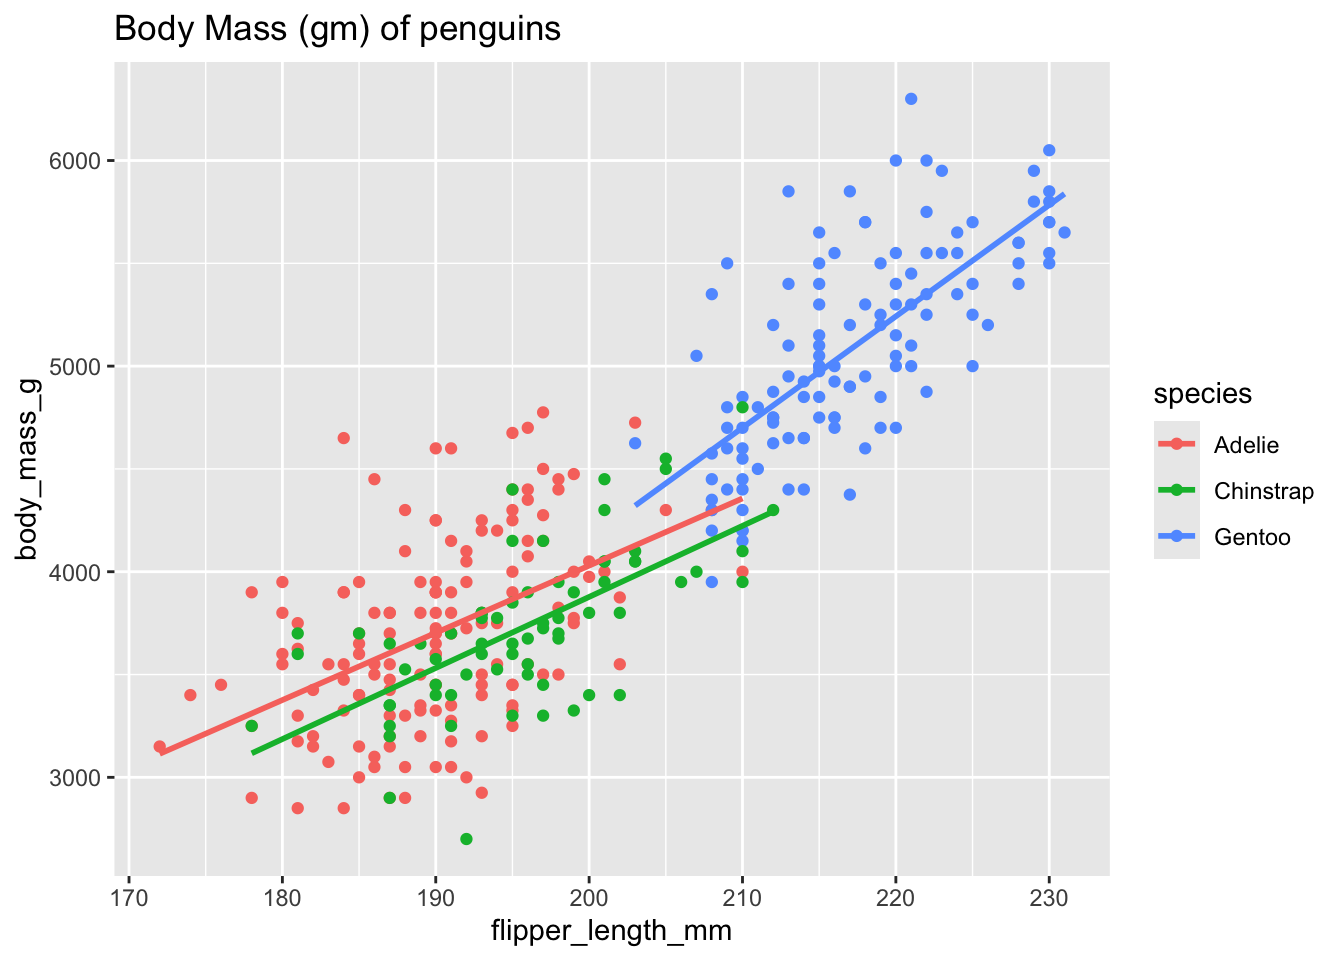 Body Mass (gm) of penguins
body_mass_g
6000
5000
4000
3000
170 180 190 200 210 220 230
flipper_length_mm
species
Adelie
Chinstrap
Gentoo